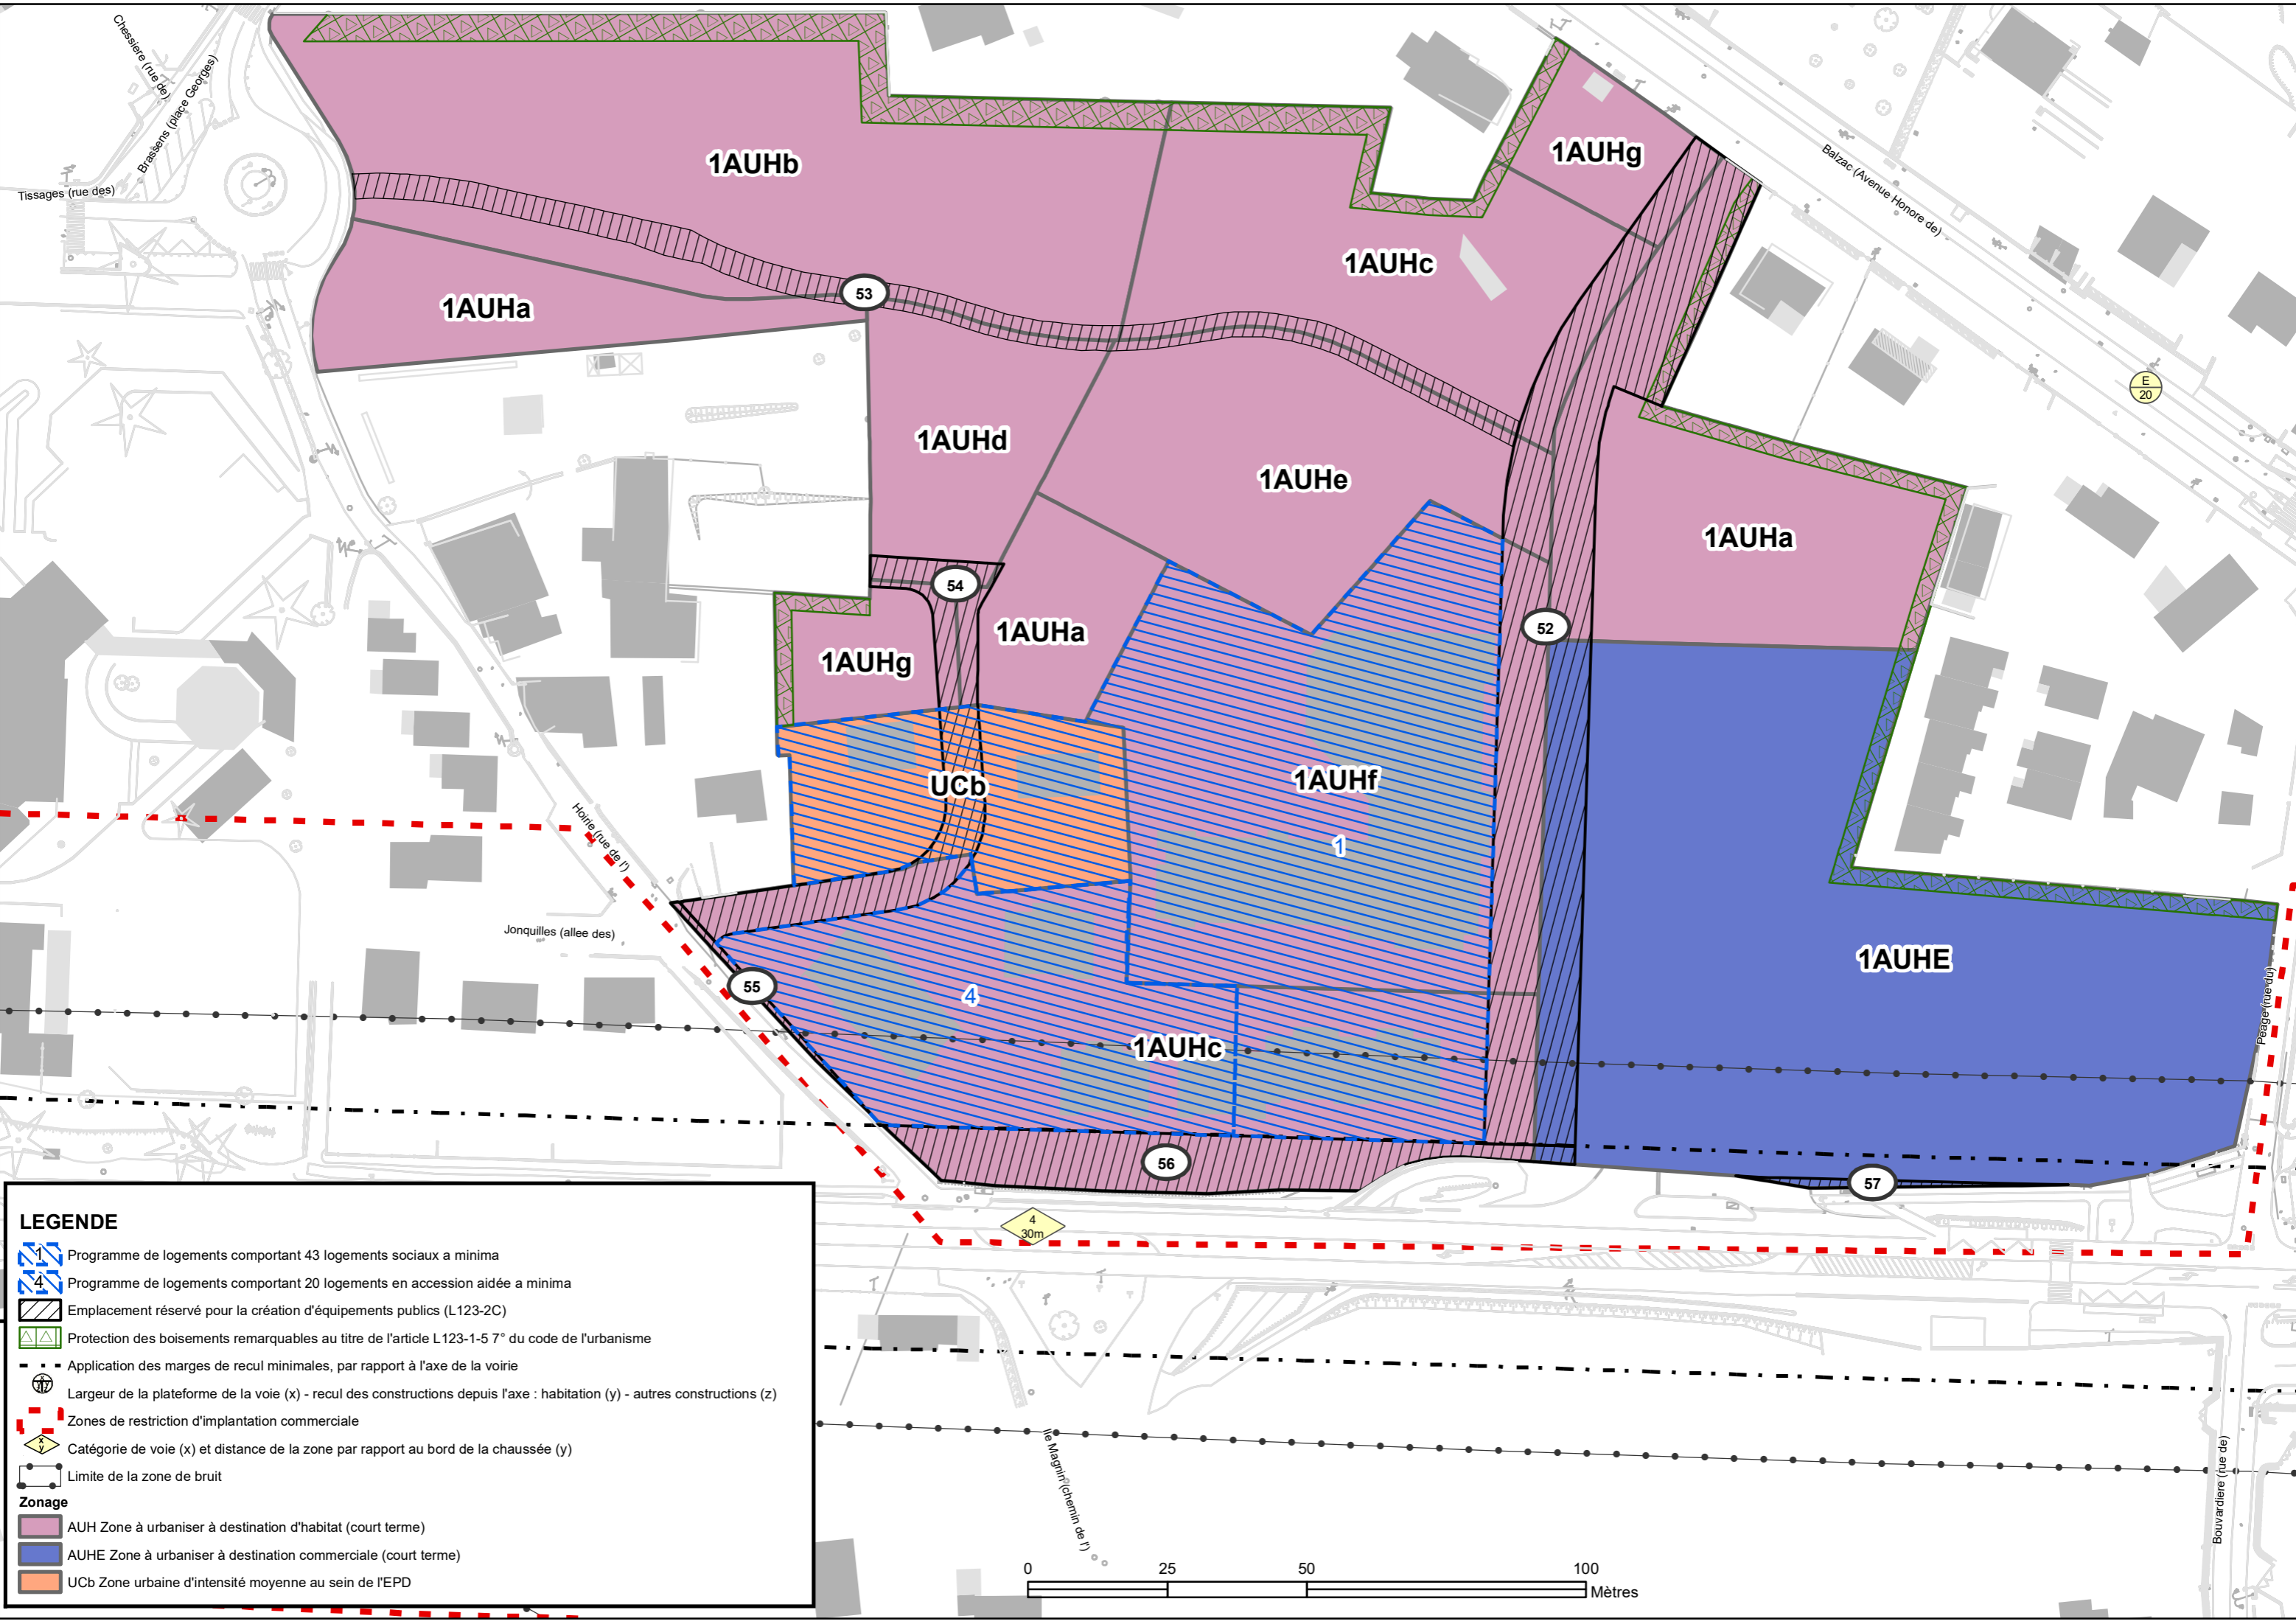 Chessiere (rue de)
Brassens (place Georges)
Tissages (rue des)
1AUHb
1AUHg
Balzac (Avenue Honore de)
1AUHc
53
1AUHa
E
20
1AUHd
1AUHe
1AUHa
54
52
1AUHa
1AUHg
UCb
1AUHf
1
Hoirie (rue de l')
Jonquilles (allee des)
55
4
1AUHE
Peage (rue du)
1AUHc
56
57
4
30m
Ile Magnin (chemin de l')
Bouvardiere (rue de)
LEGENDE
1 Programme de logements comportant 43 logements sociaux a minima
4 Programme de logements comportant 20 logements en accession aidée a minima
Emplacement réservé pour la création d'équipements publics (L123-2C)
Protection des boisements remarquables au titre de l'article L123-1-5 7° du code de l'urbanisme
Application des marges de recul minimales, par rapport à l'axe de la voirie
Largeur de la plateforme de la voie (x) - recul des constructions depuis l'axe : habitation (y) - autres constructions (z)
Zones de restriction d'implantation commerciale
x
y
Catégorie de voie (x) et distance de la zone par rapport au bord de la chaussée (y)
Limite de la zone de bruit
Zonage
AUH Zone à urbaniser à destination d'habitat (court terme)
AUHE Zone à urbaniser à destination commerciale (court terme)
UCb Zone urbaine d'intensité moyenne au sein de l'EPD
0 25 50 100
Mètres